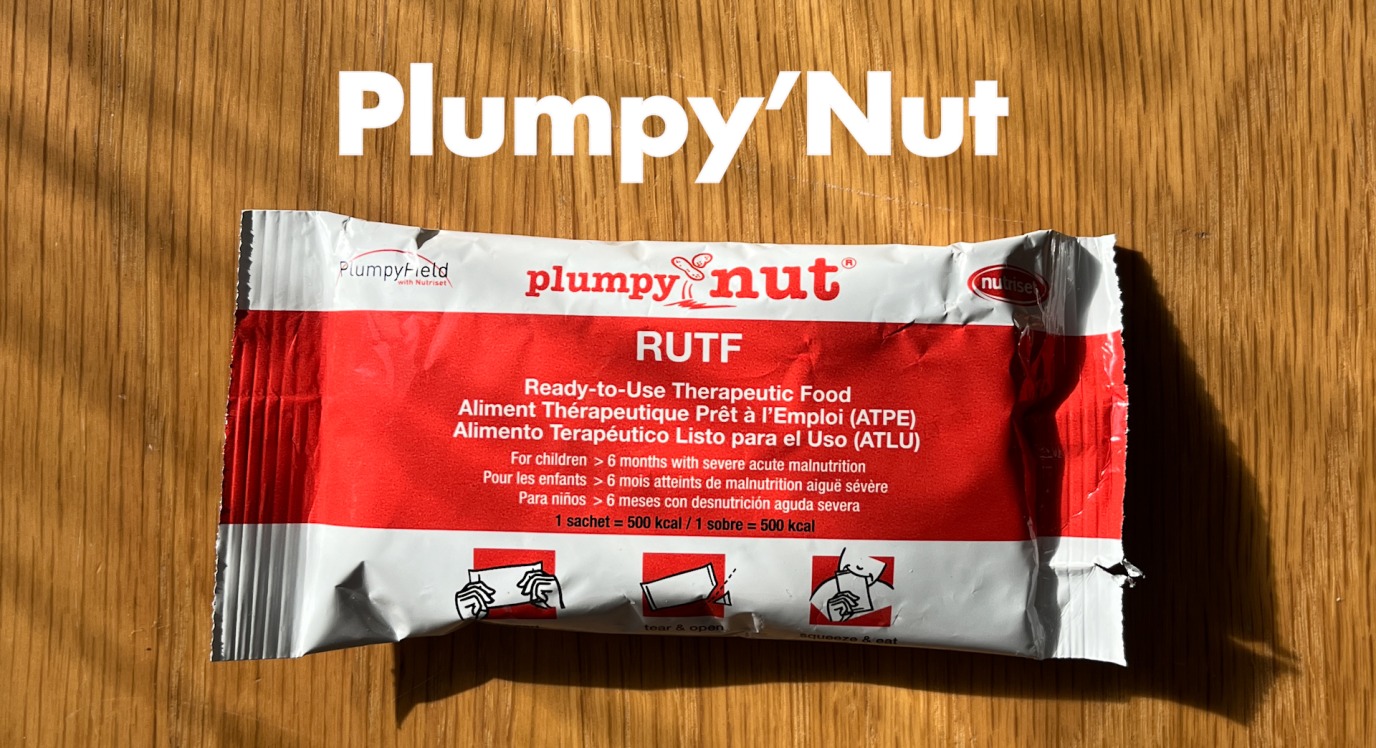 Plumpy’Nut
PlumpyField
with Nutriset
plumpy nut®
nutriset
RUTF
Ready-to-Use Therapeutic Food
Aliment Thérapeutique Prêt à l’Emploi (ATPE)
Alimento Terapéutico Listo para el Uso (ATLU)
For children > 6 months with severe acute malnutrition
Pour les enfants > 6 mois atteints de malnutrition aiguë sévère
Para niños > 6 meses con desnutrición aguda severa
1 sachet = 500 kcal / 1 sobre = 500 kcal
tear & open
squeeze & eat